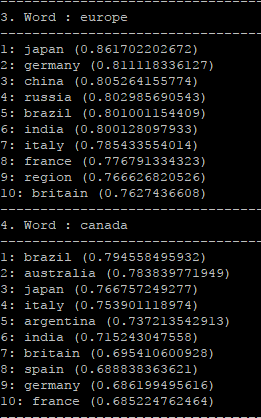 3. Word : europe
1: japan (0.861702202672)
2: germany (0.811118336127)
3: china (0.805264155774)
4: russia (0.802985690543)
5: brazil (0.801001154409)
6: india (0.800128097933)
7: italy (0.785433554014)
8: france (0.776791334323)
9: region (0.766626820526)
10: britain (0.7627436608)
4. Word : canada
1: brazil (0.794558495932)
2: australia (0.783839771949)
3: japan (0.766757249277)
4: italy (0.753901118974)
5: argentina (0.737213542913)
6: india (0.715243047558)
7: britain (0.695410600928)
8: spain (0.688838363621)
9: germany (0.686199495616)
10: france (0.685224762464)